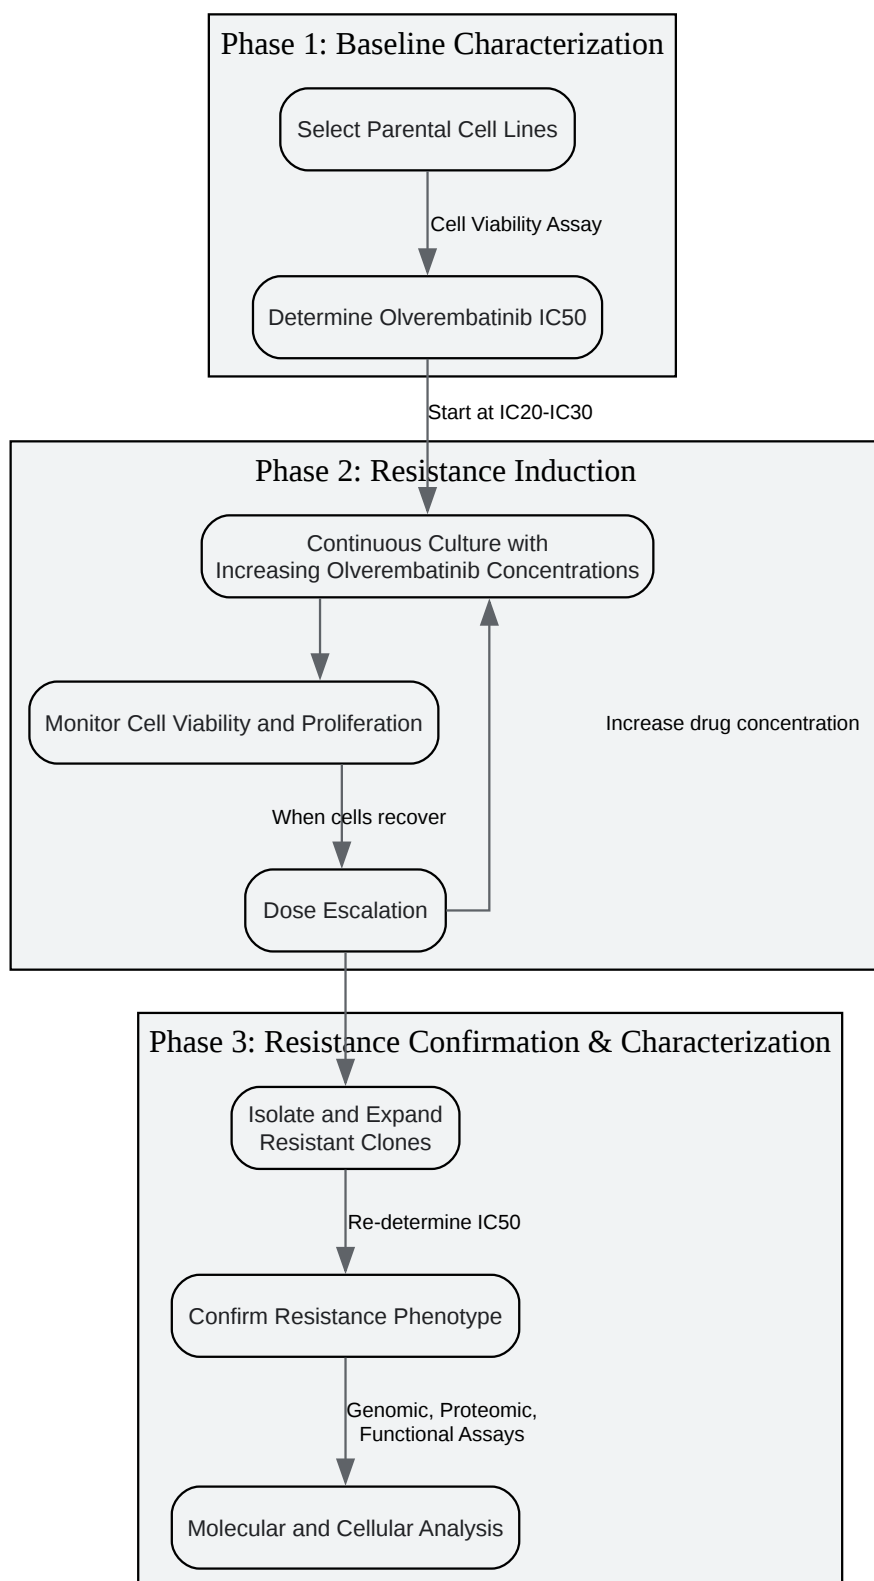 Phase 1: Baseline Characterization
Select Parental Cell Lines
Cell Viability Assay
Determine Olverembatinib IC50
Start at IC20-IC30
Phase 2: Resistance Induction
Continuous Culture with
Increasing Olverembatinib Concentrations
Monitor Cell Viability and Proliferation
Increase drug concentration
When cells recover
Dose Escalation
Phase 3: Resistance Confirmation & Characterization
Isolate and Expand
Resistant Clones
Re-determine IC50
Confirm Resistance Phenotype
Genomic, Proteomic,
Functional Assays
Molecular and Cellular Analysis